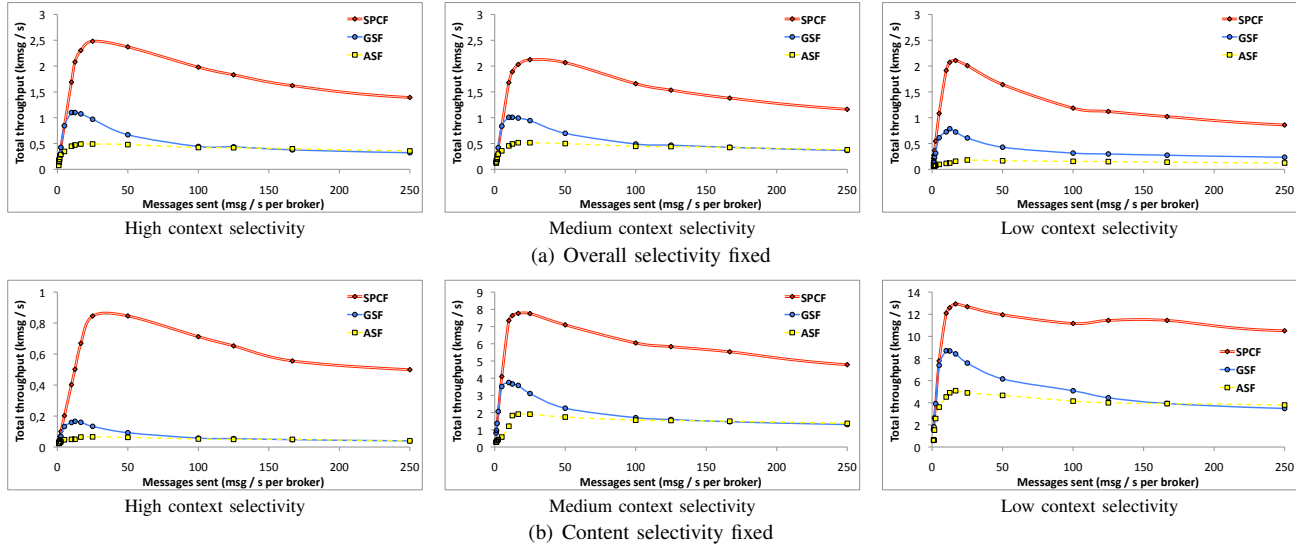 Total throughput (kmsg / s)
3
2,5
2
1,5
1
0,5
0
0 50 100 150 200 250
Messages sent (msg / s per broker)
SPCF
GSF
ASF
High context selectivity
Total throughput (kmsg / s)
3
2,5
2
1,5
1
0,5
0
0 50 100 150 200 250
Messages sent (msg / s per broker)
SPCF
GSF
ASF
Medium context selectivity
Total throughput (kmsg / s)
4
3,5
3
2,5
2
1,5
1
0,5
0
0 50 100 150 200 250
Messages sent (msg / s per broker)
SPCF
GSF
ASF
Low context selectivity
(a) Overall selectivity fixed
Total throughput (kmsg / s)
1
0,8
0,6
0,4
0,2
0
0 50 100 150 200 250
Messages sent (msg / s per broker)
SPCF
GSF
ASF
High context selectivity
Total throughput (kmsg / s)
9
8
7
6
5
4
3
2
1
0
0 50 100 150 200 250
Messages sent (msg / s per broker)
SPCF
GSF
ASF
Medium context selectivity
Total throughput (kmsg / s)
14
12
10
8
6
4
2
0
0 50 100 150 200 250
Messages sent (msg / s per broker)
SPCF
GSF
ASF
Low context selectivity
(b) Content selectivity fixed